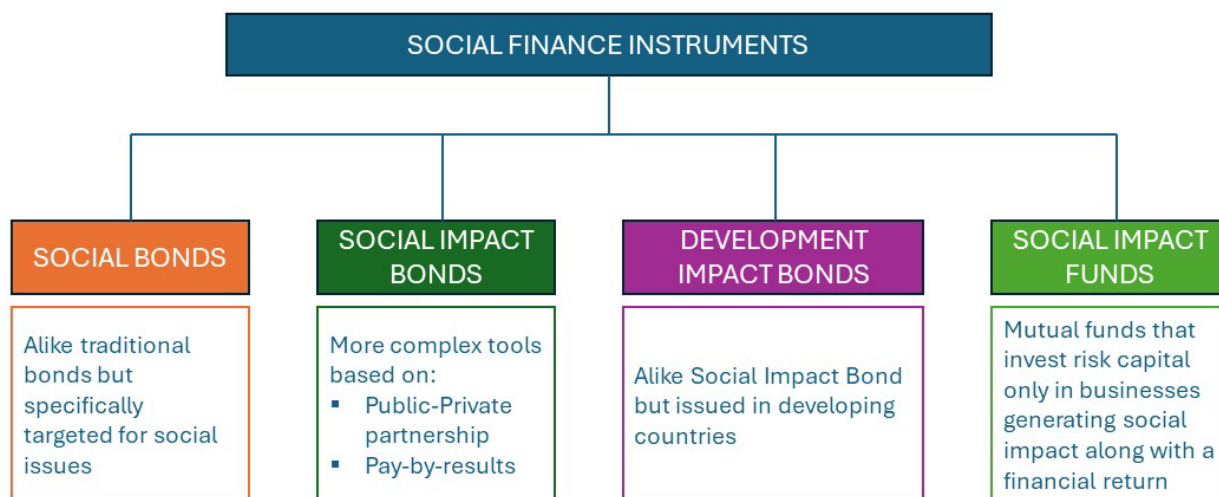 SOCIAL FINANCE INSTRUMENTS
SOCIAL BONDS
Alike traditional
bonds but
specifically
targeted for social
issues
SOCIAL IMPACT
BONDS
More complex tools
based on:
▪ Public-Private
partnership
▪ Pay-by-results
DEVELOPMENT
IMPACT BONDS
Alike Social Impact Bond
but issued in developing
countries
SOCIAL IMPACT
FUNDS
Mutual funds that
invest risk capital
only in businesses
generating social
impact along with a
financial return